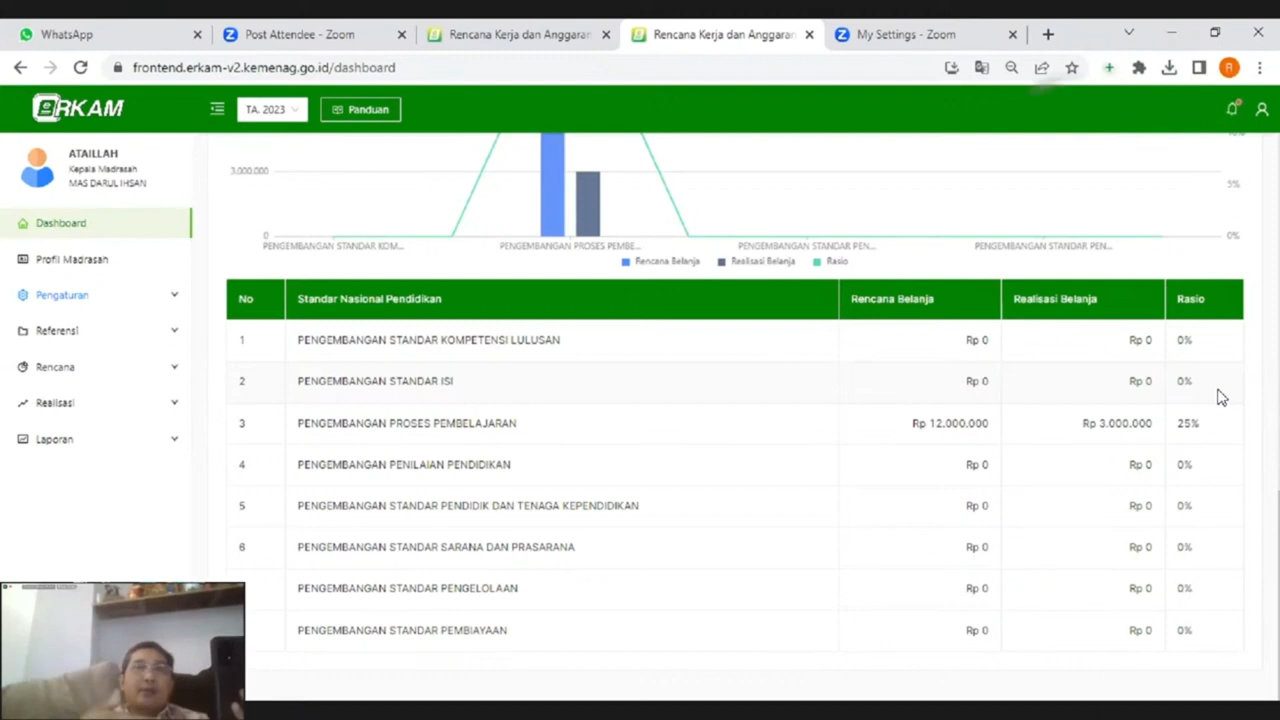 WhatsApp
Post Attendee - Zoom
Rencana Kerja dan Anggaran
Rencana Kerja dan Anggaran
My Settings - Zoom
frontend.erkam-v2.kemenag.go.id/dashboard
A
eRKAM
TA. 2023
Panduan
ATAILLAH
Kepala Madrasah
MAS DARUL IHSAN
Dashboard
Profil Madrasah
Pengaturan
Referensi
Rencana
Realisasi
Laporan
3.000.000
5%
0
0%
PENGEMBANGAN STANDAR KOM...
PENGEMBANGAN PROSES PEMBE...
PENGEMBANGAN STANDAR PEN...
PENGEMBANGAN STANDAR PEN...
Rencana Belanja
Realisasi Belanja
Rasio
No Standar Nasional Pendidikan Rencana Belanja Realisasi Belanja Rasio
1 PENGEMBANGAN STANDAR KOMPETENSI LULUSAN Rp 0 Rp 0 0%
2 PENGEMBANGAN STANDAR ISI Rp 0 Rp 0 0%
3 PENGEMBANGAN PROSES PEMBELAJARAN Rp 12.000.000 Rp 3.000.000 25%
4 PENGEMBANGAN PENILAIAN PENDIDIKAN Rp 0 Rp 0 0%
5 PENGEMBANGAN STANDAR PENDIDIK DAN TENAGA KEPENDIDIKAN Rp 0 Rp 0 0%
6 PENGEMBANGAN STANDAR SARANA DAN PRASARANA Rp 0 Rp 0 0%
PENGEMBANGAN STANDAR PENGELOLAAN Rp 0 Rp 0 0%
PENGEMBANGAN STANDAR PEMBIAYAAN Rp 0 Rp 0 0%